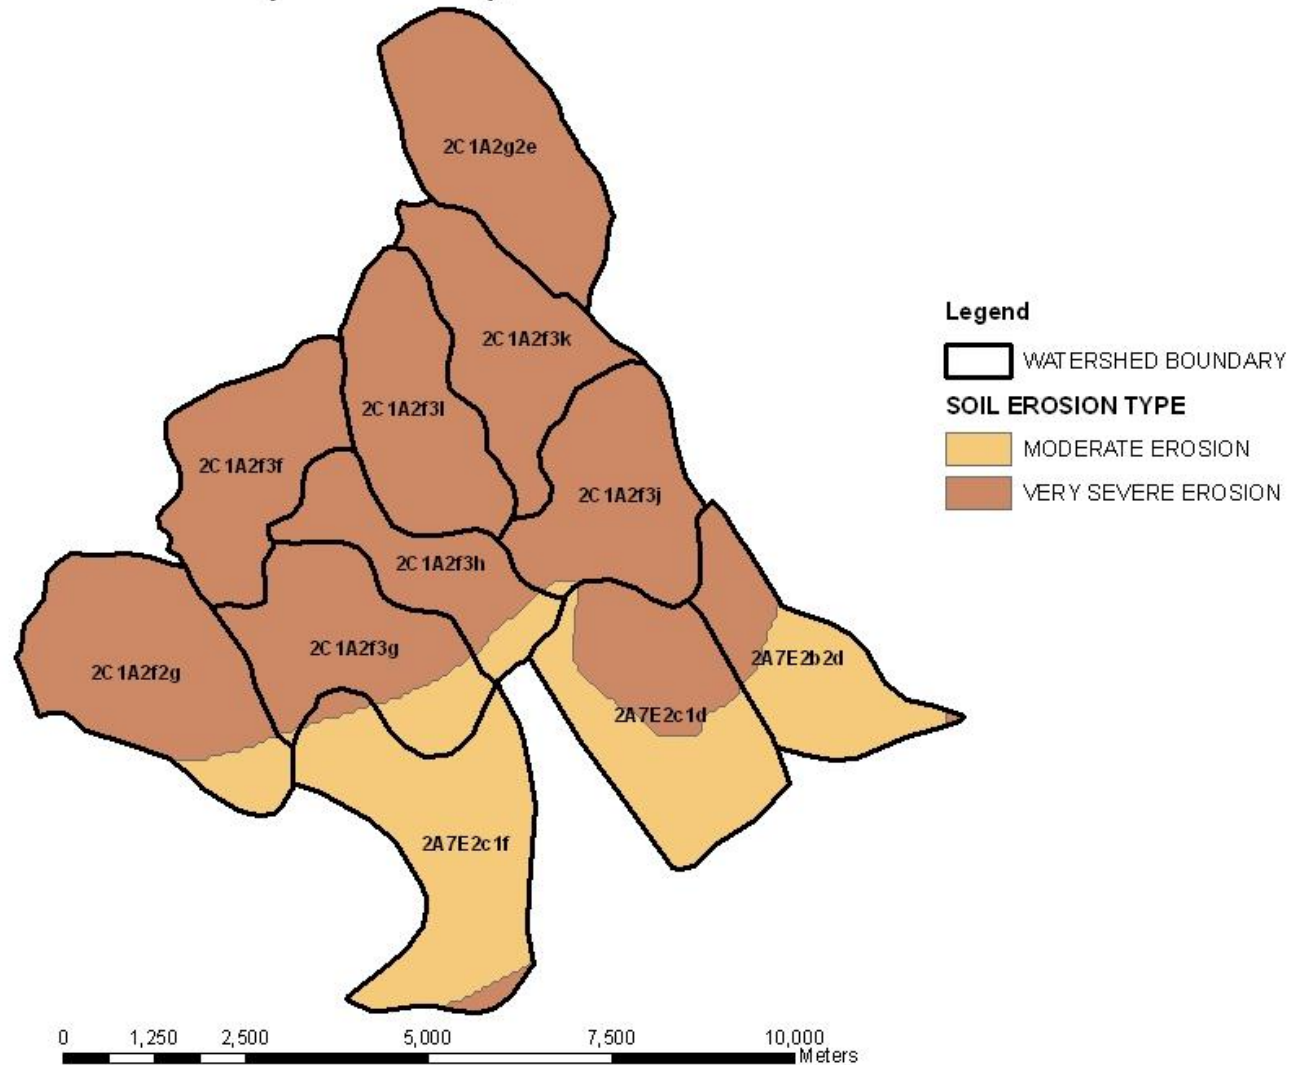 2C1A2g2e
2C1A2f3k
2C1A2f3l
2C1A2f3f
2C1A2f3j
2C1A2f3h
2C1A2f3g
2C1A2f2g
2A7E2b2d
2A7E2c1d
2A7E2c1f
Legend
WATERSHED BOUNDARY
SOIL EROSION TYPE
MODERATE EROSION
VERY SEVERE EROSION
0 1,250 2,500 5,000 7,500 10,000
Meters